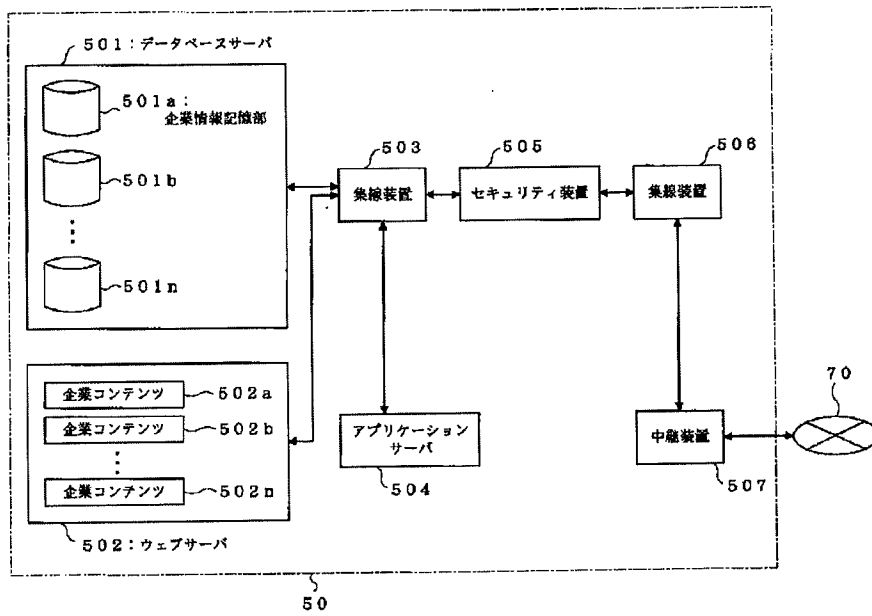 501:データベースサーバ
501a:
企業情報記憶部
501b
501n
503
集線装置
505
セキュリティ装置
506
集線装置
企業コンテンツ
502a
企業コンテンツ
502b
企業コンテンツ
502n
502:ウェブサーバ
アプリケーション
サーバ
504
中継装置
507
70
50